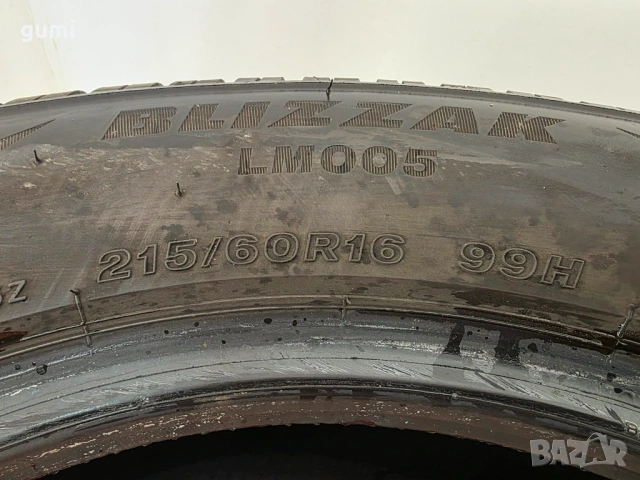 gumi
BLIZZAK
LM005
215/60R16 99H
BAZAR